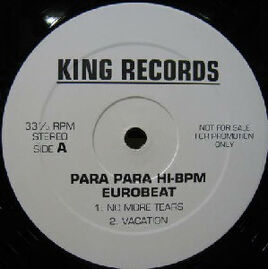 KING RECORDS
33⅓ RPM
STEREO
SIDE A
NOT FOR SALE
FOR PROMOTION
ONLY
PARA PARA HI-BPM
EUROBEAT
1. NO MORE TEARS
2. VACATION